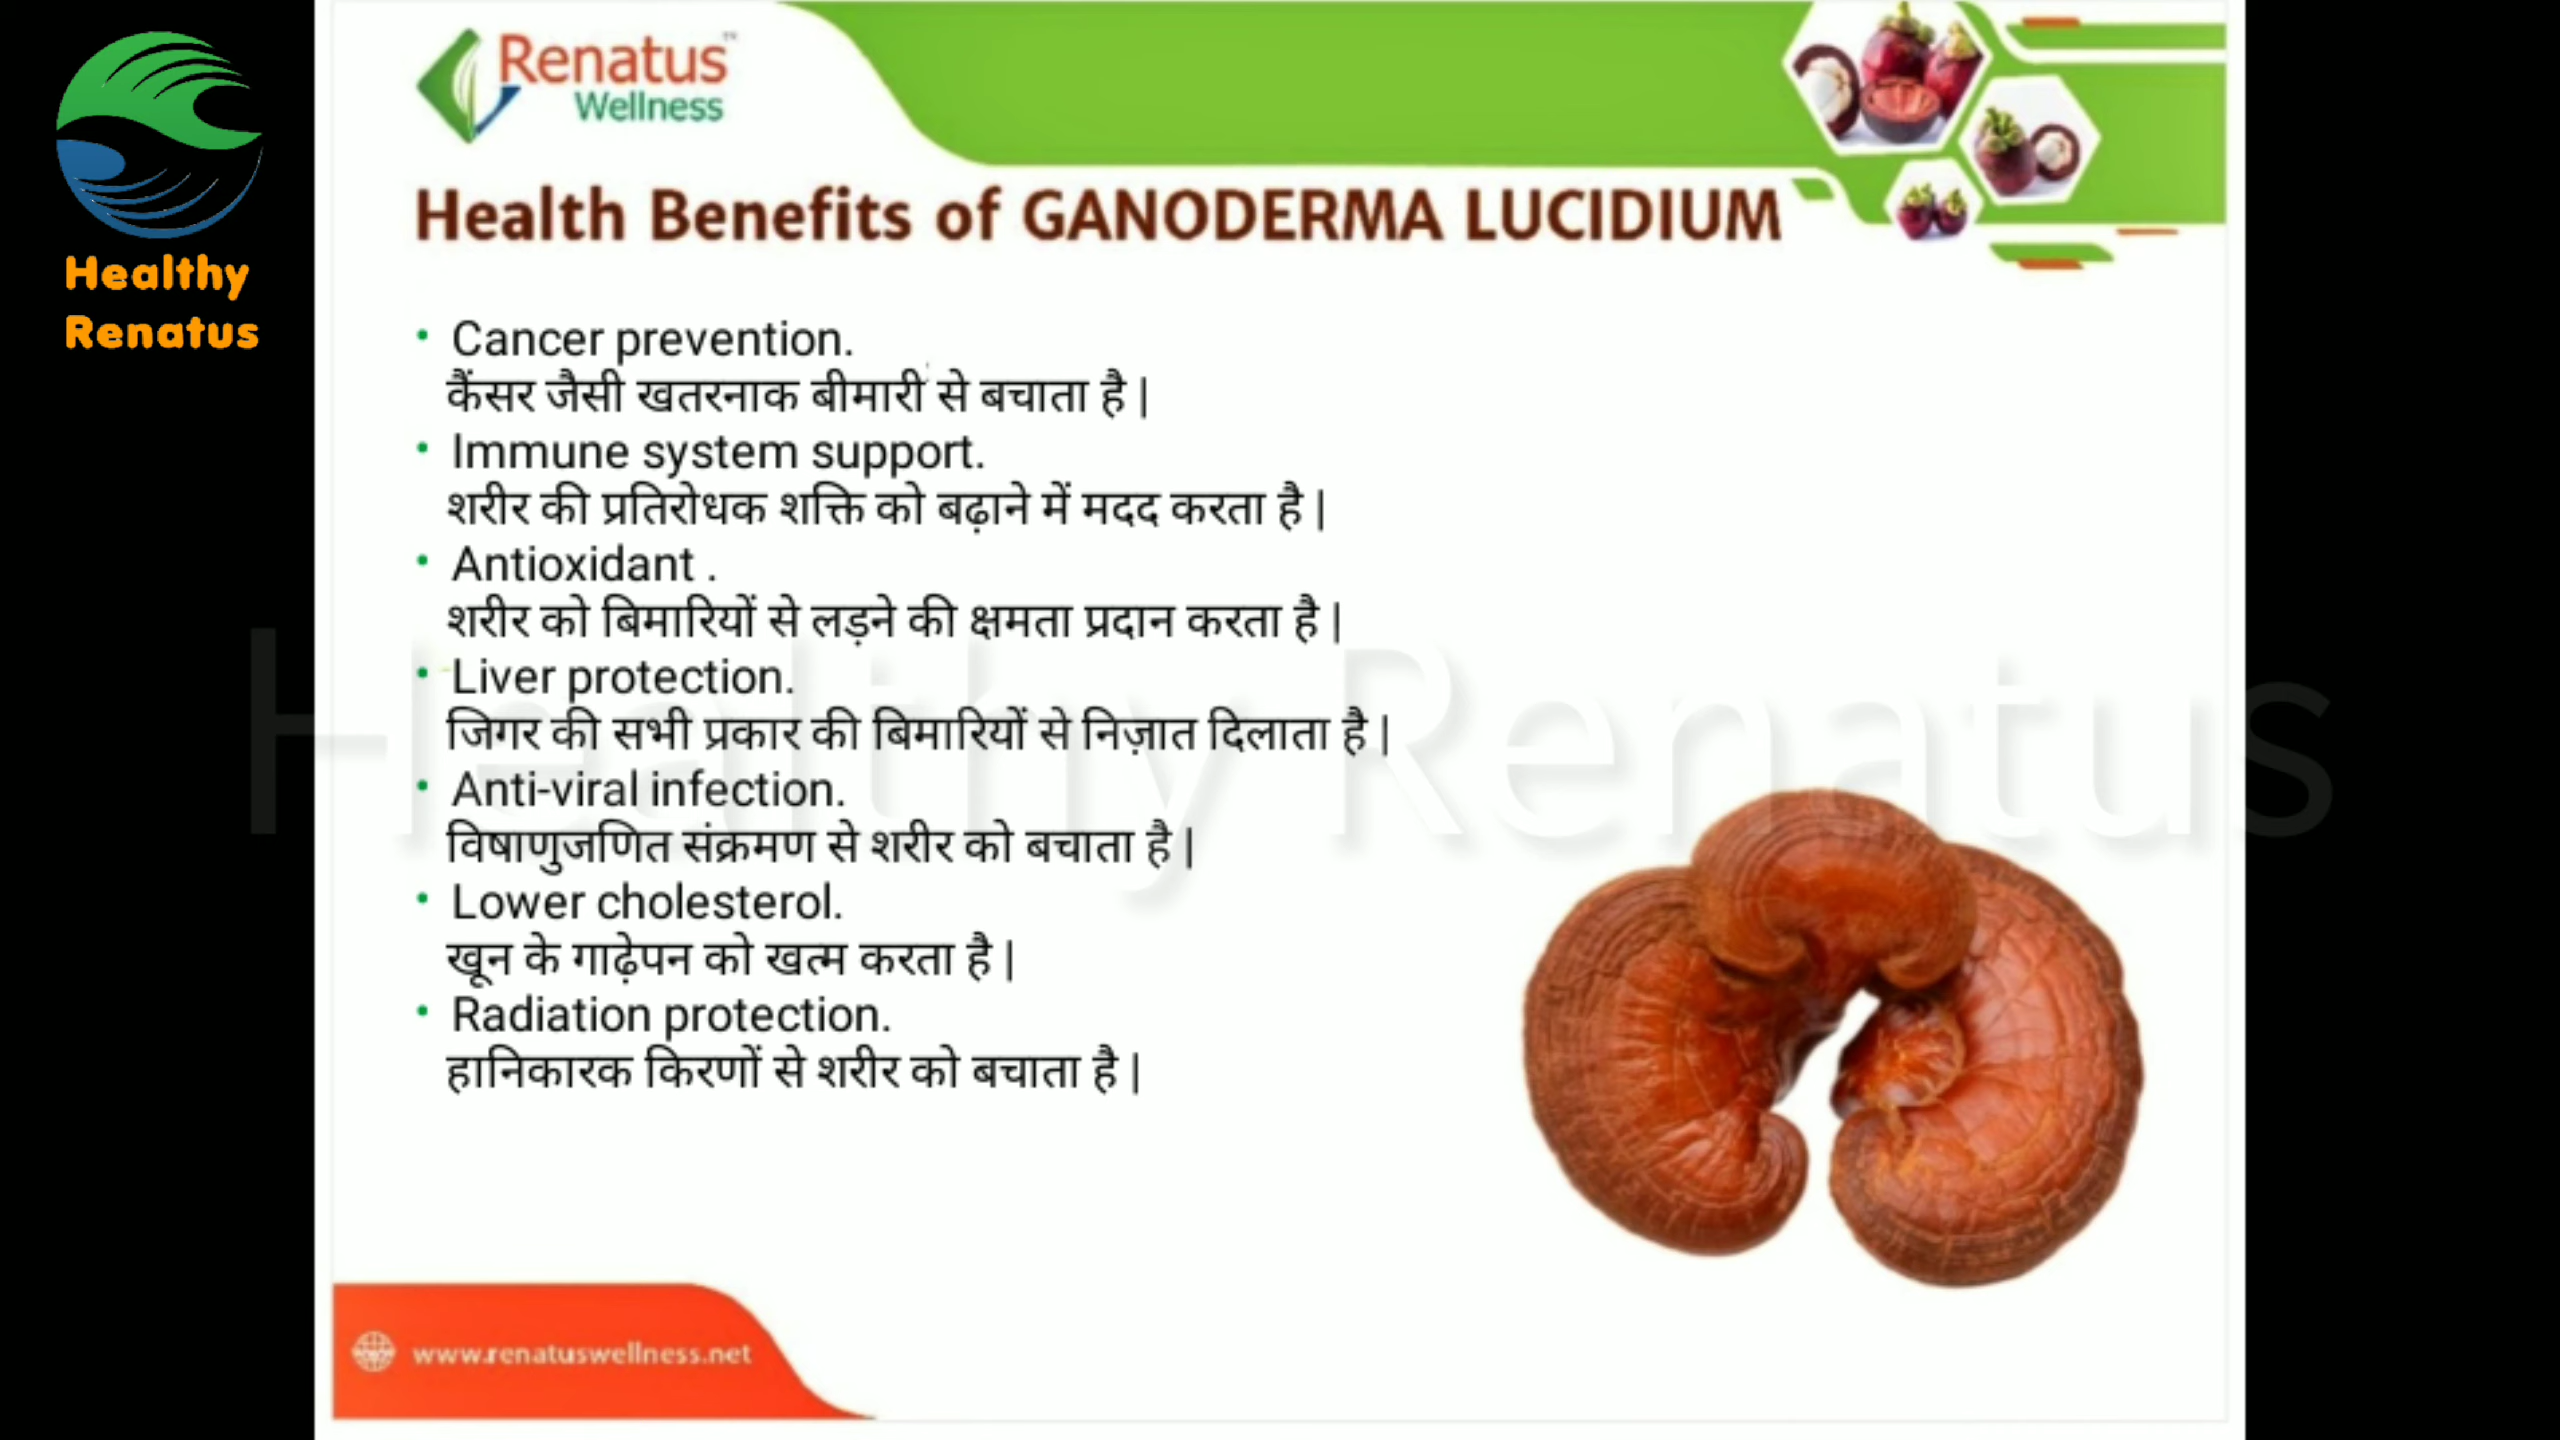 Healthy
Renatus
Renatus™
Wellness
Health Benefits of GANODERMA LUCIDIUM
• Cancer prevention.
कैंसर जैसी खतरनाक बीमारी से बचाता है |
• Immune system support.
शरीर की प्रतिरोधक शक्ति को बढ़ाने में मदद करता है |
• Antioxidant .
शरीर को बिमारियों से लड़ने की क्षमता प्रदान करता है |
• Liver protection.
जिगर की सभी प्रकार की बिमारियों से निज़ात दिलाता है |
• Anti-viral infection.
विषाणुजणित संक्रमण से शरीर को बचाता है |
• Lower cholesterol.
खून के गाढ़ेपन को खत्म करता है |
• Radiation protection.
हानिकारक किरणों से शरीर को बचाता है |
Healthy Renatus
www.renatuswellness.net